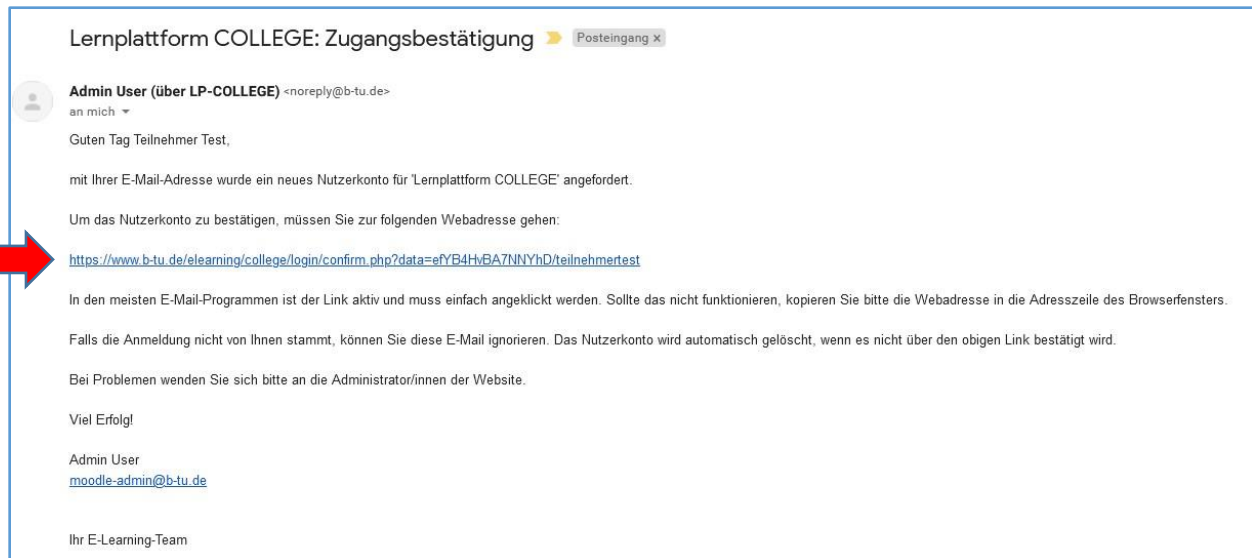 Lernplattform COLLEGE: Zugangsbestätigung Posteingang x
Admin User (über LP-COLLEGE) <noreply@b-tu.de>
an mich
Guten Tag Teilnehmer Test,
mit Ihrer E-Mail-Adresse wurde ein neues Nutzerkonto für 'Lernplattform COLLEGE' angefordert.
Um das Nutzerkonto zu bestätigen, müssen Sie zur folgenden Webadresse gehen:
https://www.b-tu.de/elearning/college/login/confirm.php?data=efYB4HvBA7NNYhD/teilnehmertest
In den meisten E-Mail-Programmen ist der Link aktiv und muss einfach angeklickt werden. Sollte das nicht funktionieren, kopieren Sie bitte die Webadresse in die Adresszeile des Browserfensters.
Falls die Anmeldung nicht von Ihnen stammt, können Sie diese E-Mail ignorieren. Das Nutzerkonto wird automatisch gelöscht, wenn es nicht über den obigen Link bestätigt wird.
Bei Problemen wenden Sie sich bitte an die Administrator/innen der Website.
Viel Erfolg!
Admin User
moodle-admin@b-tu.de
Ihr E-Learning-Team